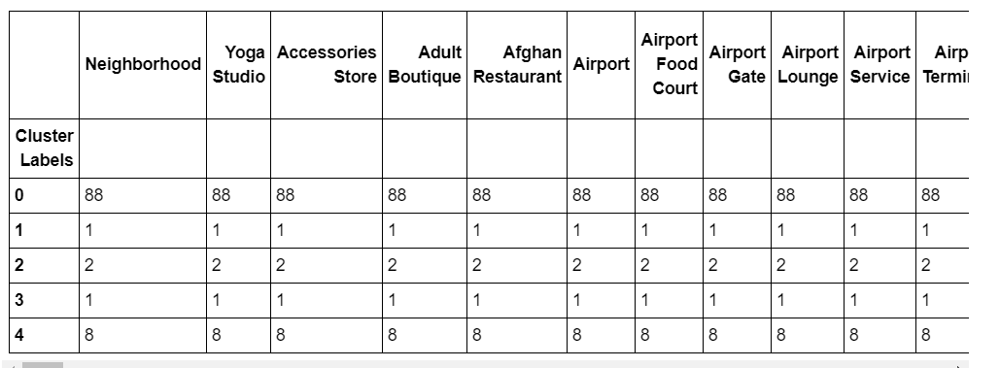 Neighborhood Yoga Studio Accessories Store Adult Boutique Afghan Restaurant Airport Airport Food Court Airport Gate Airport Lounge Airport Service Airp Termi
Cluster Labels
0 88 88 88 88 88 88 88 88 88 88 88
1 1 1 1 1 1 1 1 1 1 1 1
2 2 2 2 2 2 2 2 2 2 2 2
3 1 1 1 1 1 1 1 1 1 1 1
4 8 8 8 8 8 8 8 8 8 8 8